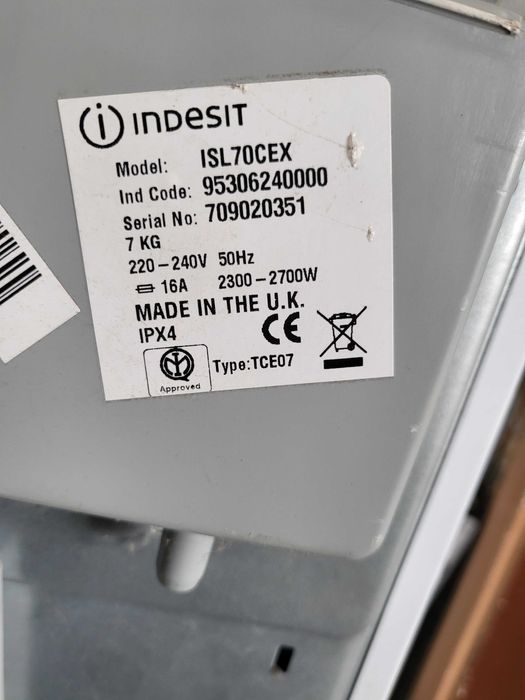 INDESIT
Model: ISL70CEX
Ind Code: 95306240000
Serial No: 709020351
7 KG
220-240V 50Hz
16A 2300-2700W
MADE IN THE U.K.
IPX4
CE
Approved
Type:TCE07